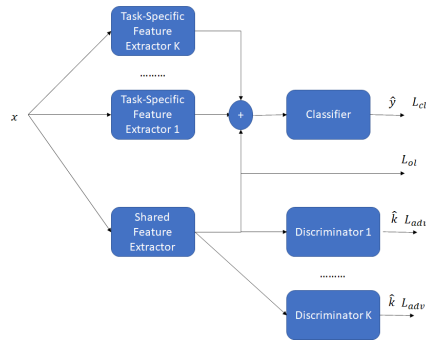 Task-Specific
Feature
Extractor K
.........
Task-Specific
Feature
Extractor 1
x
+
Classifier
ŷ L_cl
L_ol
Shared
Feature
Extractor
Discriminator 1
k̂ L_adv
.........
Discriminator K
k̂ L_adv